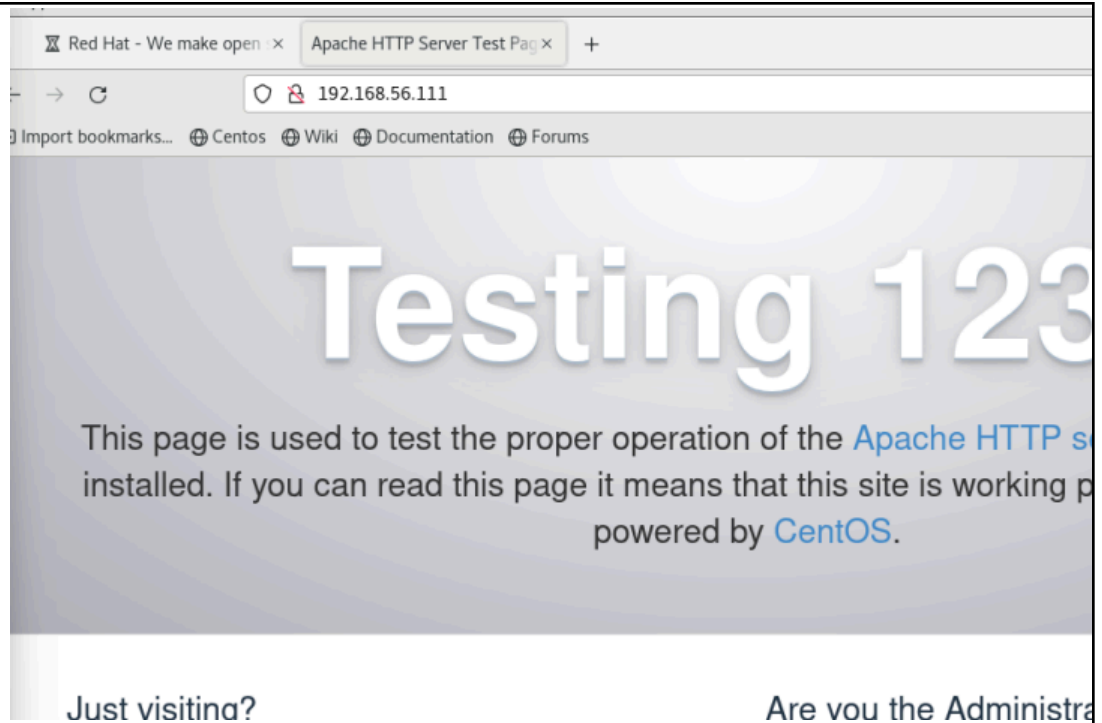 Red Hat - We make open
Apache HTTP Server Test Pag
192.168.56.111
Import bookmarks... Centos Wiki Documentation Forums
Testing 123
This page is used to test the proper operation of the Apache HTTP
installed. If you can read this page it means that this site is working
powered by CentOS.
Just visiting? Are you the